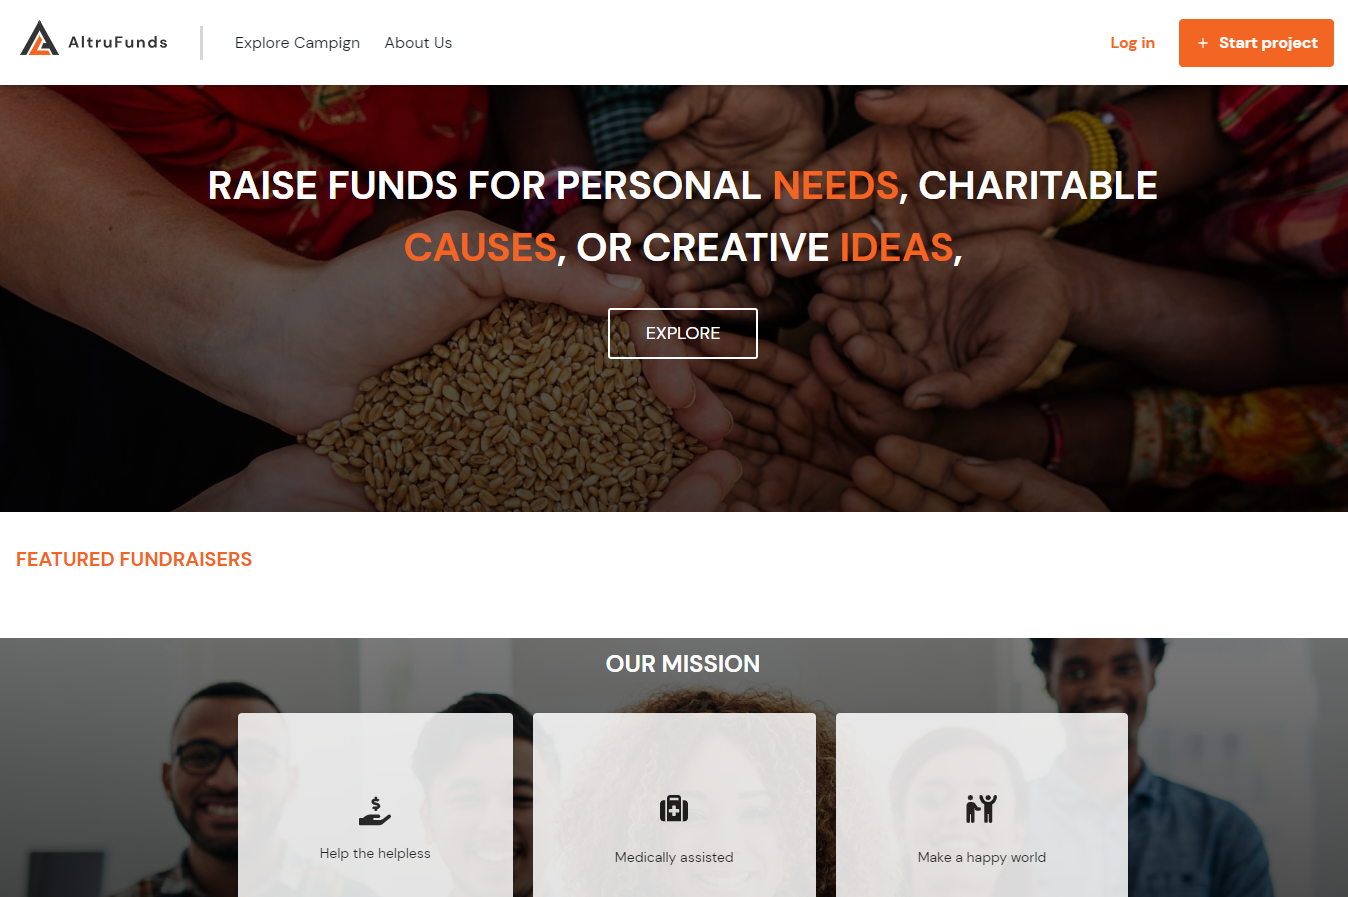 AltruFunds
Explore Campign
About Us
Log in
+ Start project
RAISE FUNDS FOR PERSONAL NEEDS, CHARITABLE
CAUSES, OR CREATIVE IDEAS,
EXPLORE
FEATURED FUNDRAISERS
OUR MISSION
Help the helpless
Medically assisted
Make a happy world